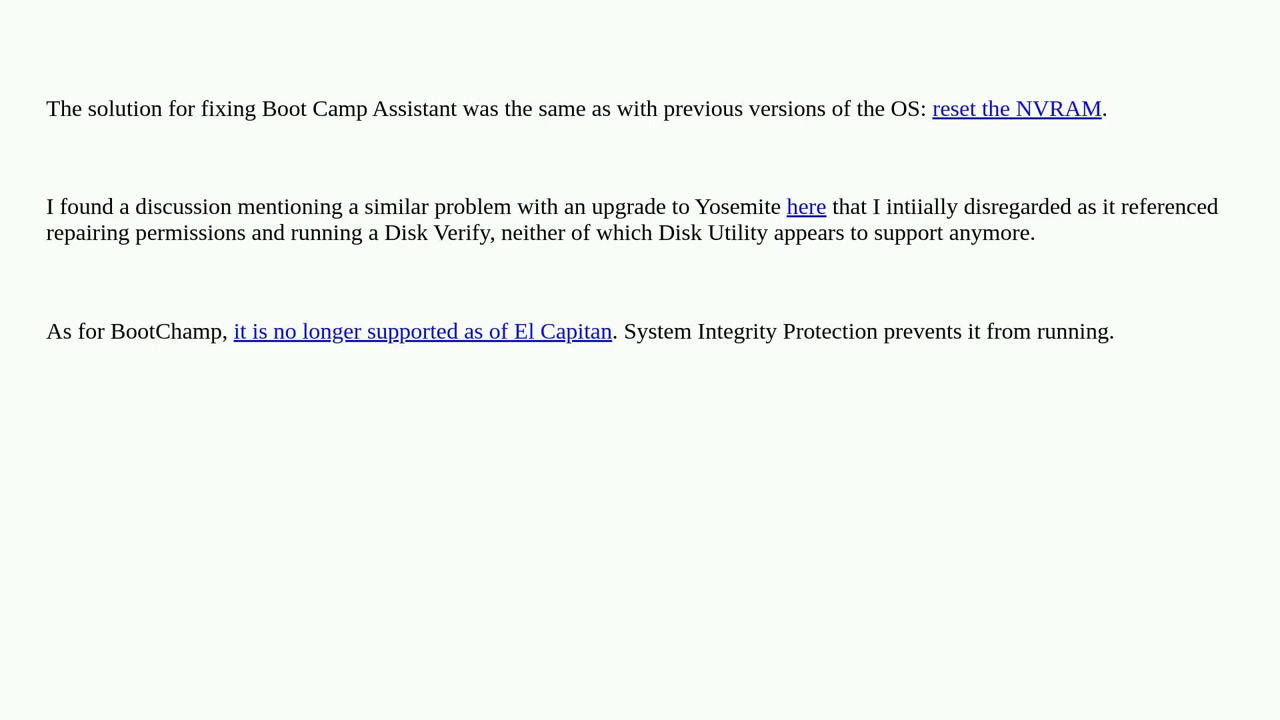 The solution for fixing Boot Camp Assistant was the same as with previous versions of the OS: reset the NVRAM.
I found a discussion mentioning a similar problem with an upgrade to Yosemite here that I intiially disregarded as it referenced
repairing permissions and running a Disk Verify, neither of which Disk Utility appears to support anymore.
As for BootChamp, it is no longer supported as of El Capitan. System Integrity Protection prevents it from running.